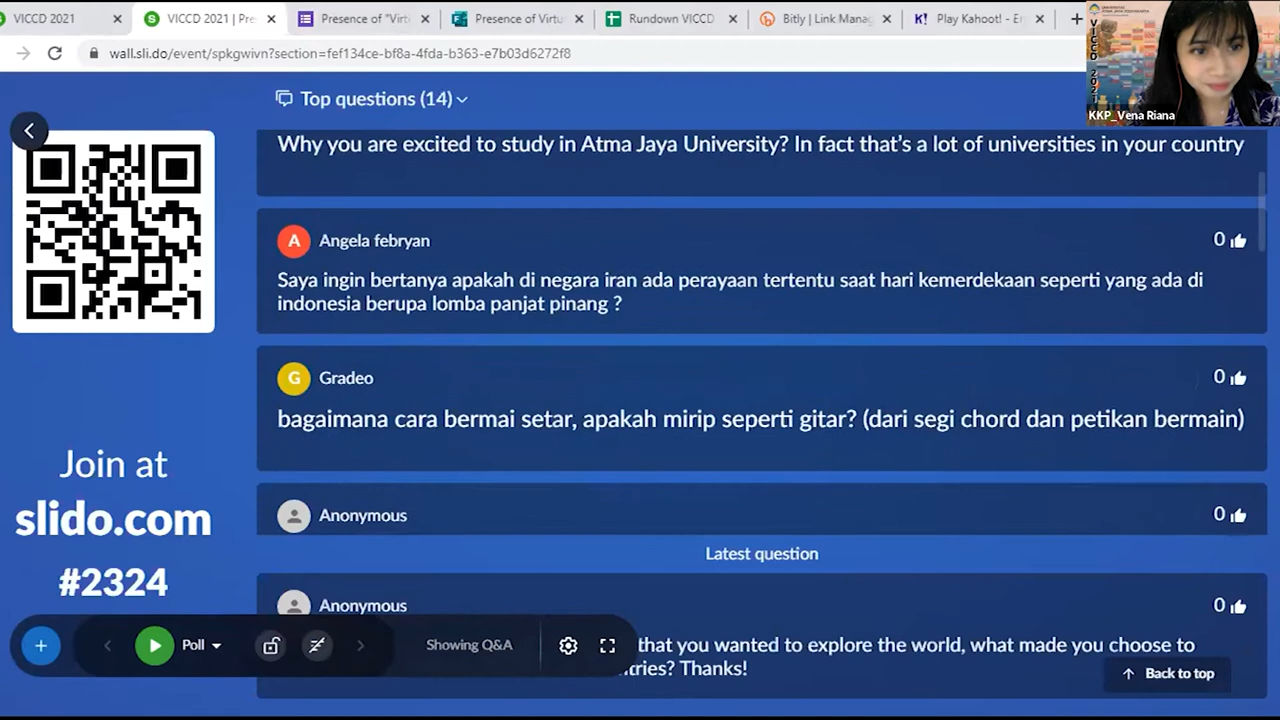 VICCD 2021
VICCD 2021 | Pres
Presence of "Virtu
Presence of Virtu
Rundown VICCD
Bitly | Link Manag
K! Play Kahoot! - En
wall.sli.do/event/spkgwivn?section=fef134ce-bf8a-4fda-b363-e7b03d6272f8
VICCD 2021
KKP_Vena Riana
Top questions (14)
Why you are excited to study in Atma Jaya University? In fact that's a lot of universities in your country
A Angela febryan 0
Saya ingin bertanya apakah di negara iran ada perayaan tertentu saat hari kemerdekaan seperti yang ada di
indonesia berupa lomba panjat pinang ?
G Gradeo 0
bagaimana cara bermai setar, apakah mirip seperti gitar? (dari segi chord dan petikan bermain)
Anonymous 0
Latest question
Anonymous 0
that you wanted to explore the world, what made you choose to
ntries? Thanks!
Back to top
Join at
slido.com
#2324
Poll
Showing Q&A